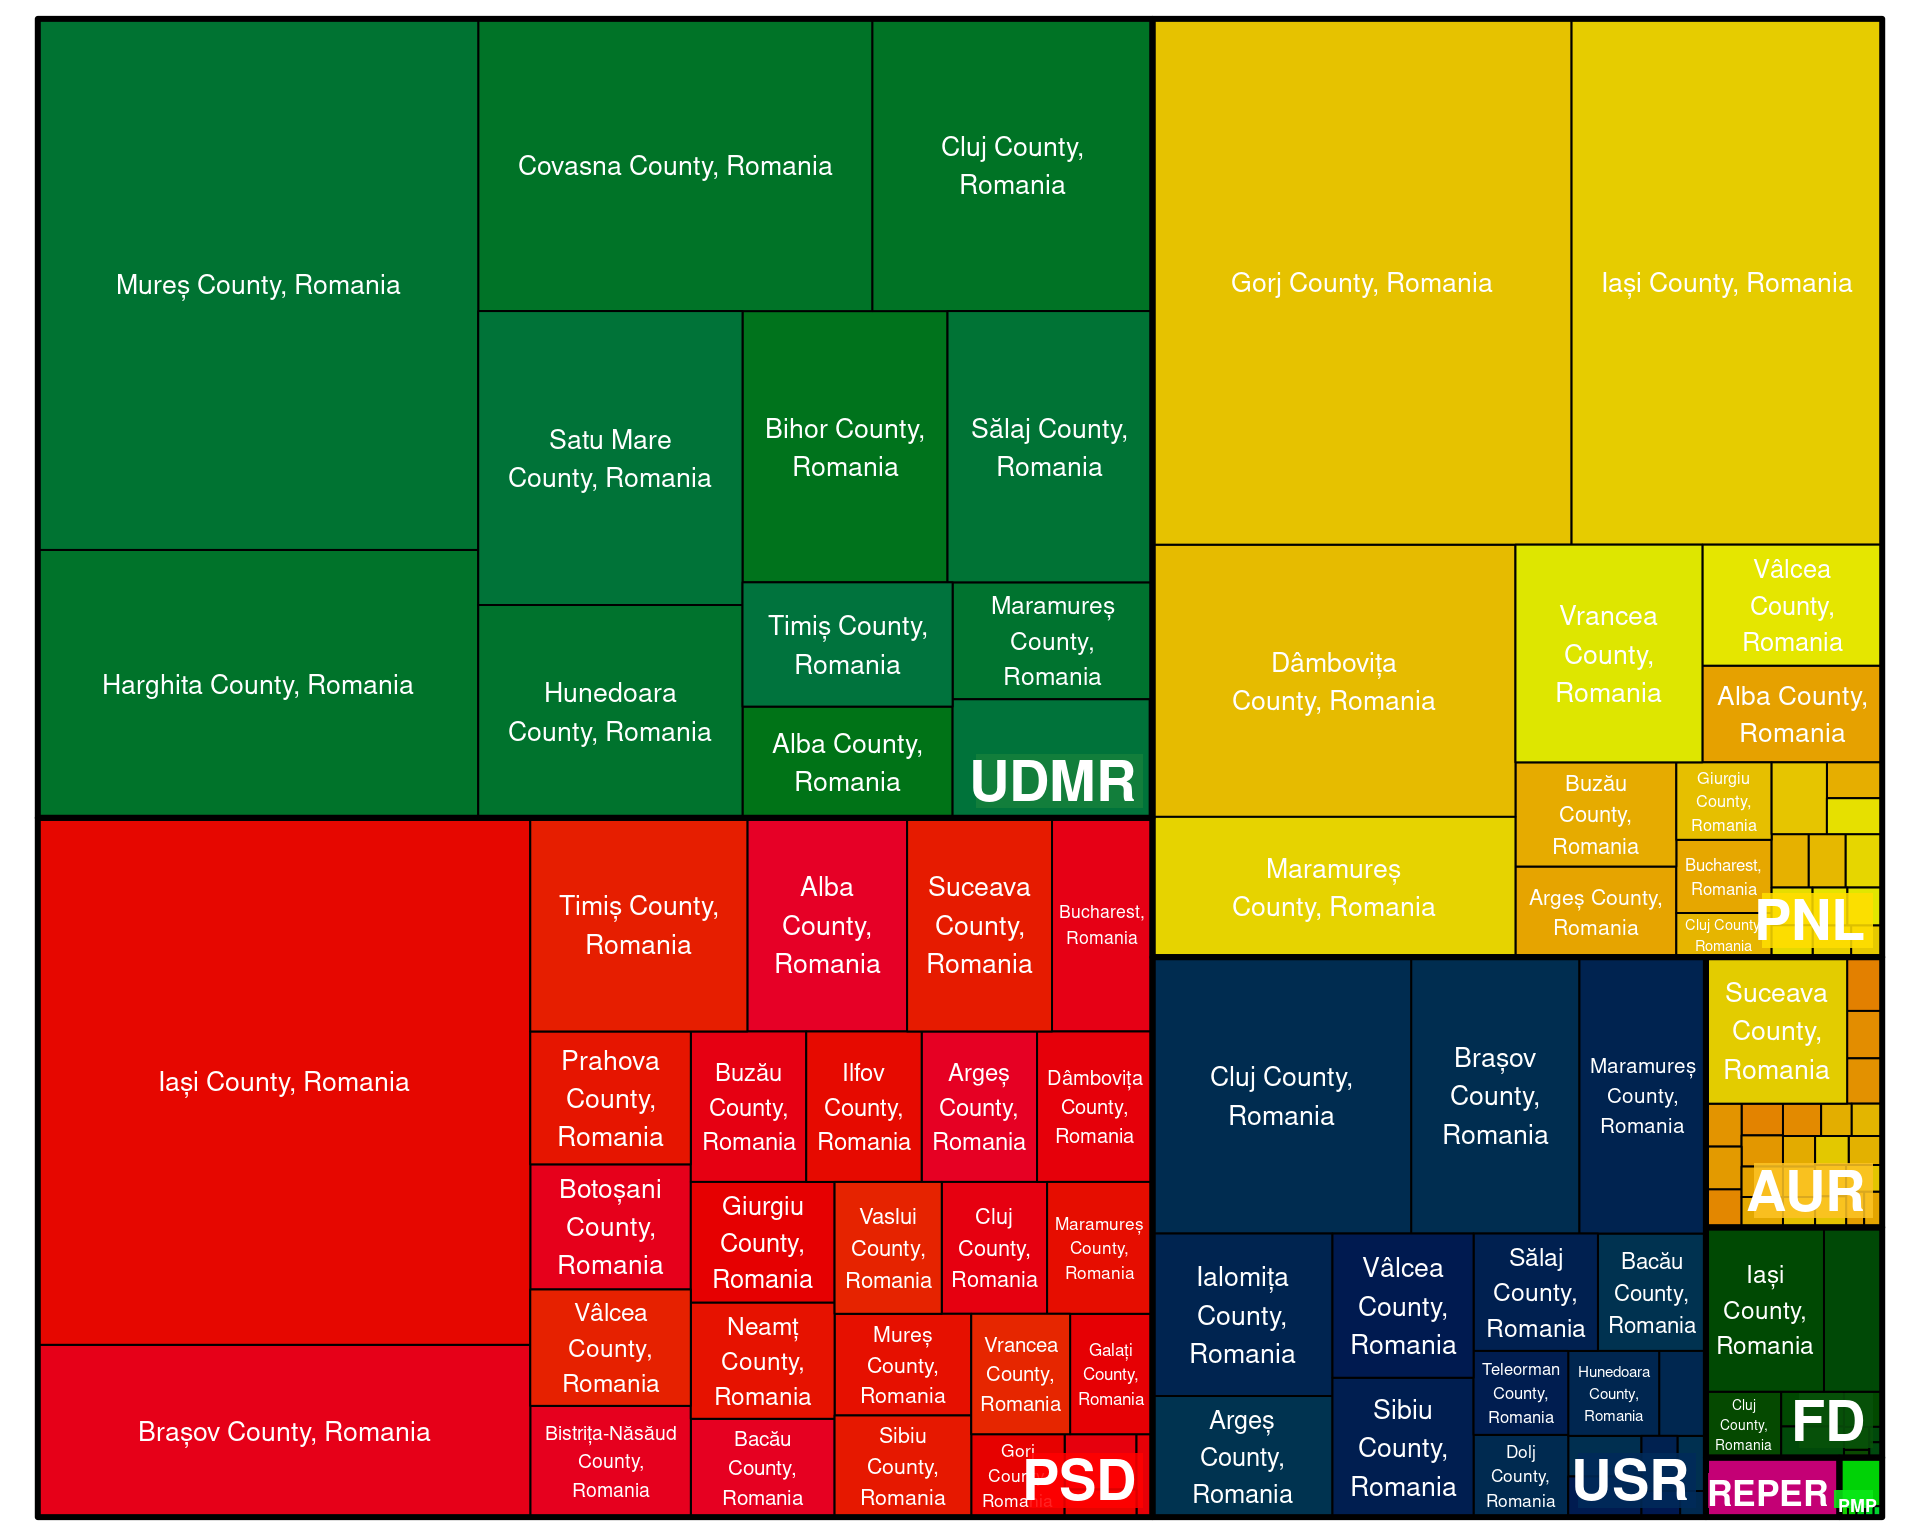 Mureș County, Romania
Covasna County, Romania
Cluj County,
Romania
Harghita County, Romania
Satu Mare
County, Romania
Bihor County,
Romania
Sălaj County,
Romania
Hunedoara
County, Romania
Timiș County,
Romania
Maramureș
County,
Romania
Alba County,
Romania
UDMR
Gorj County, Romania
Iași County, Romania
Dâmbovița
County, Romania
Maramureș
County, Romania
Vrancea
County,
Romania
Vâlcea
County,
Romania
Alba County,
Romania
Buzău
County,
Romania
Argeș County,
Romania
Giurgiu
County,
Romania
Bucharest,
Romania
Cluj County,
Romania
PNL
Iași County, Romania
Brașov County, Romania
Timiș County,
Romania
Alba
County,
Romania
Suceava
County,
Romania
Bucharest,
Romania
Prahova
County,
Romania
Botoșani
County,
Romania
Vâlcea
County,
Romania
Bistrița-Năsăud
County,
Romania
Buzău
County,
Romania
Ilfov
County,
Romania
Argeș
County,
Romania
Dâmbovița
County,
Romania
Giurgiu
County,
Romania
Neamț
County,
Romania
Bacău
County,
Romania
Vaslui
County,
Romania
Cluj
County,
Romania
Maramureș
County,
Romania
Mureș
County,
Romania
Sibiu
County,
Romania
Vrancea
County,
Romania
Galați
County,
Romania
Gorj
County,
Romania
PSD
Cluj County,
Romania
Brașov
County,
Romania
Maramureș
County,
Romania
Ialomița
County,
Romania
Argeș
County,
Romania
Vâlcea
County,
Romania
Sibiu
County,
Romania
Sălaj
County,
Romania
Bacău
County,
Romania
Teleorman
County,
Romania
Hunedoara
County,
Romania
Dolj
County,
Romania
USR
Suceava
County,
Romania
AUR
Iași
County,
Romania
Cluj
County,
Romania
FD
REPER
PMP